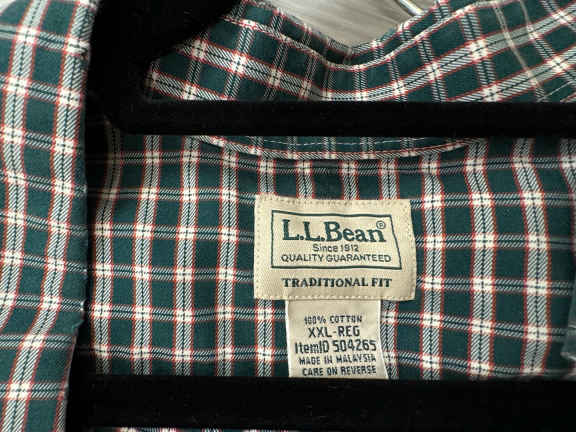 L.L.Bean®
Since 1912
QUALITY GUARANTEED
TRADITIONAL FIT
100% COTTON
XXL-REG
ItemID 504265
MADE IN MALAYSIA
CARE ON REVERSE